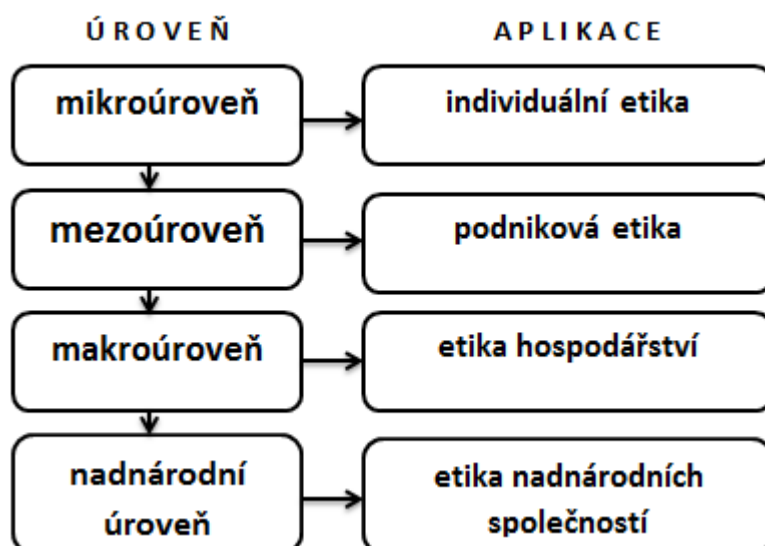 ÚROVEŇ
APLIKACE
mikroúroveň
individuální etika
mezoúroveň
podniková etika
makroúroveň
etika hospodářství
nadnárodní
úroveň
etika nadnárodních
společností